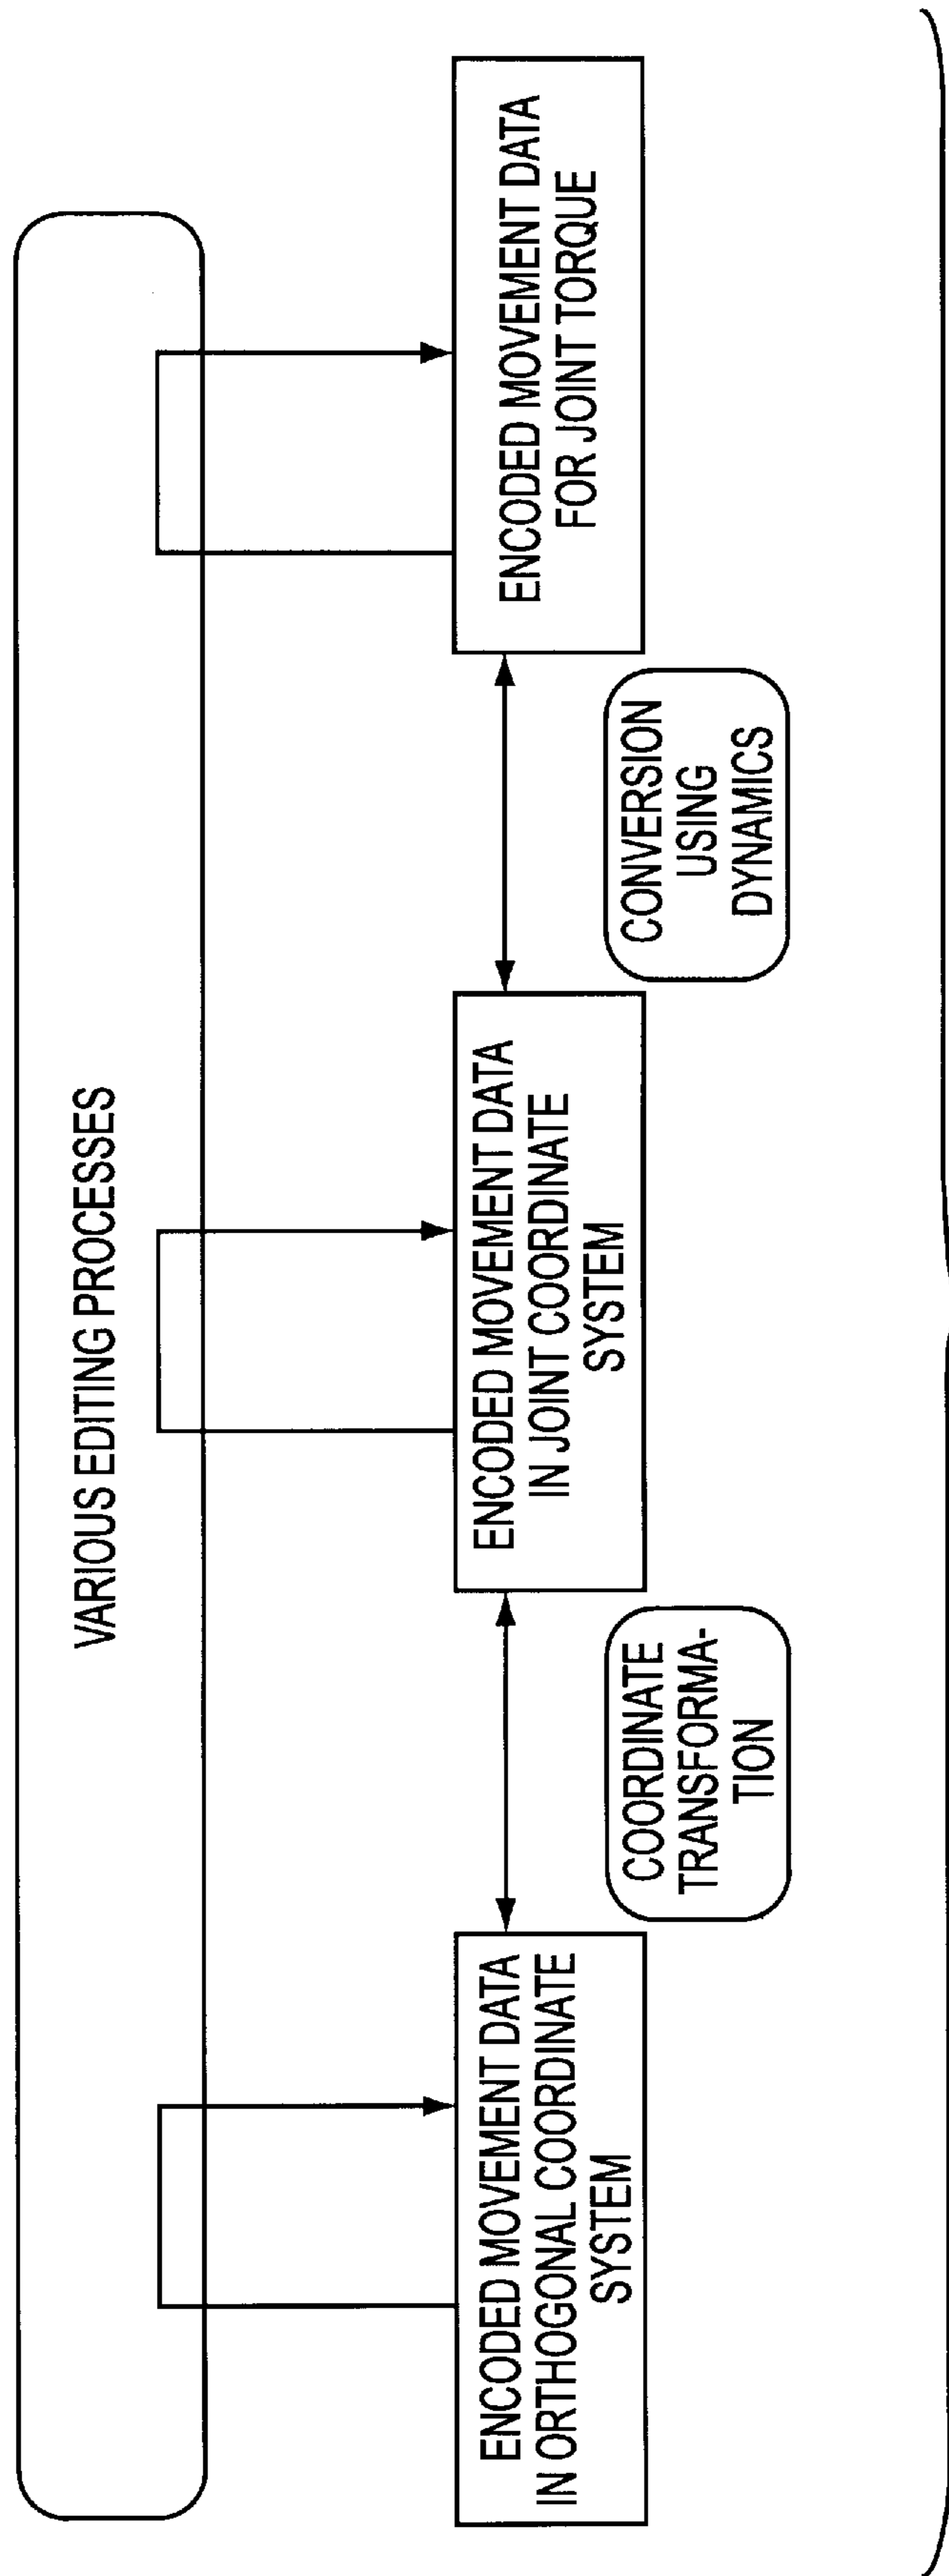 VARIOUS EDITING PROCESSES
ENCODED MOVEMENT DATA
IN ORTHOGONAL COORDINATE
SYSTEM
COORDINATE
TRANSFORMA-
TION
ENCODED MOVEMENT DATA
IN JOINT COORDINATE
SYSTEM
CONVERSION
USING
DYNAMICS
ENCODED MOVEMENT DATA
FOR JOINT TORQUE